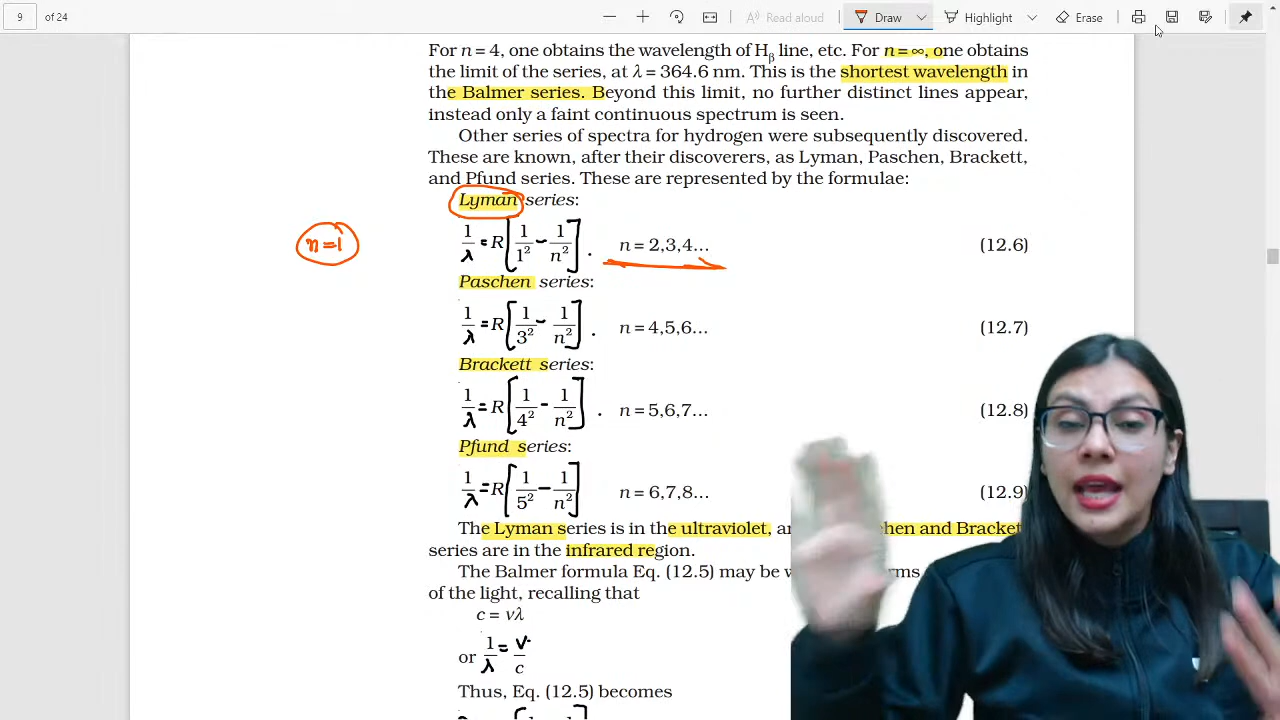 9 of 24 Read aloud Draw Highlight Erase
For n = 4, one obtains the wavelength of Hβ line, etc. For n = ∞, one obtains
the limit of the series, at λ = 364.6 nm. This is the shortest wavelength in
the Balmer series. Beyond this limit, no further distinct lines appear,
instead only a faint continuous spectrum is seen.
Other series of spectra for hydrogen were subsequently discovered.
These are known, after their discoverers, as Lyman, Paschen, Brackett,
and Pfund series. These are represented by the formulae:
Lyman series:
n=1 1/λ = R[1/1² − 1/n²]. n = 2,3,4... (12.6)
Paschen series:
1/λ = R[1/3² − 1/n²]. n = 4,5,6... (12.7)
Brackett series:
1/λ = R[1/4² − 1/n²]. n = 5,6,7... (12.8)
Pfund series:
1/λ = R[1/5² − 1/n²] n = 6,7,8... (12.9)
The Lyman series is in the ultraviolet, and Bracket
series are in the infrared region.
The Balmer formula Eq. (12.5) may be
of the light, recalling that
c = νλ
or 1/λ = ν/c
Thus, Eq. (12.5) becomes